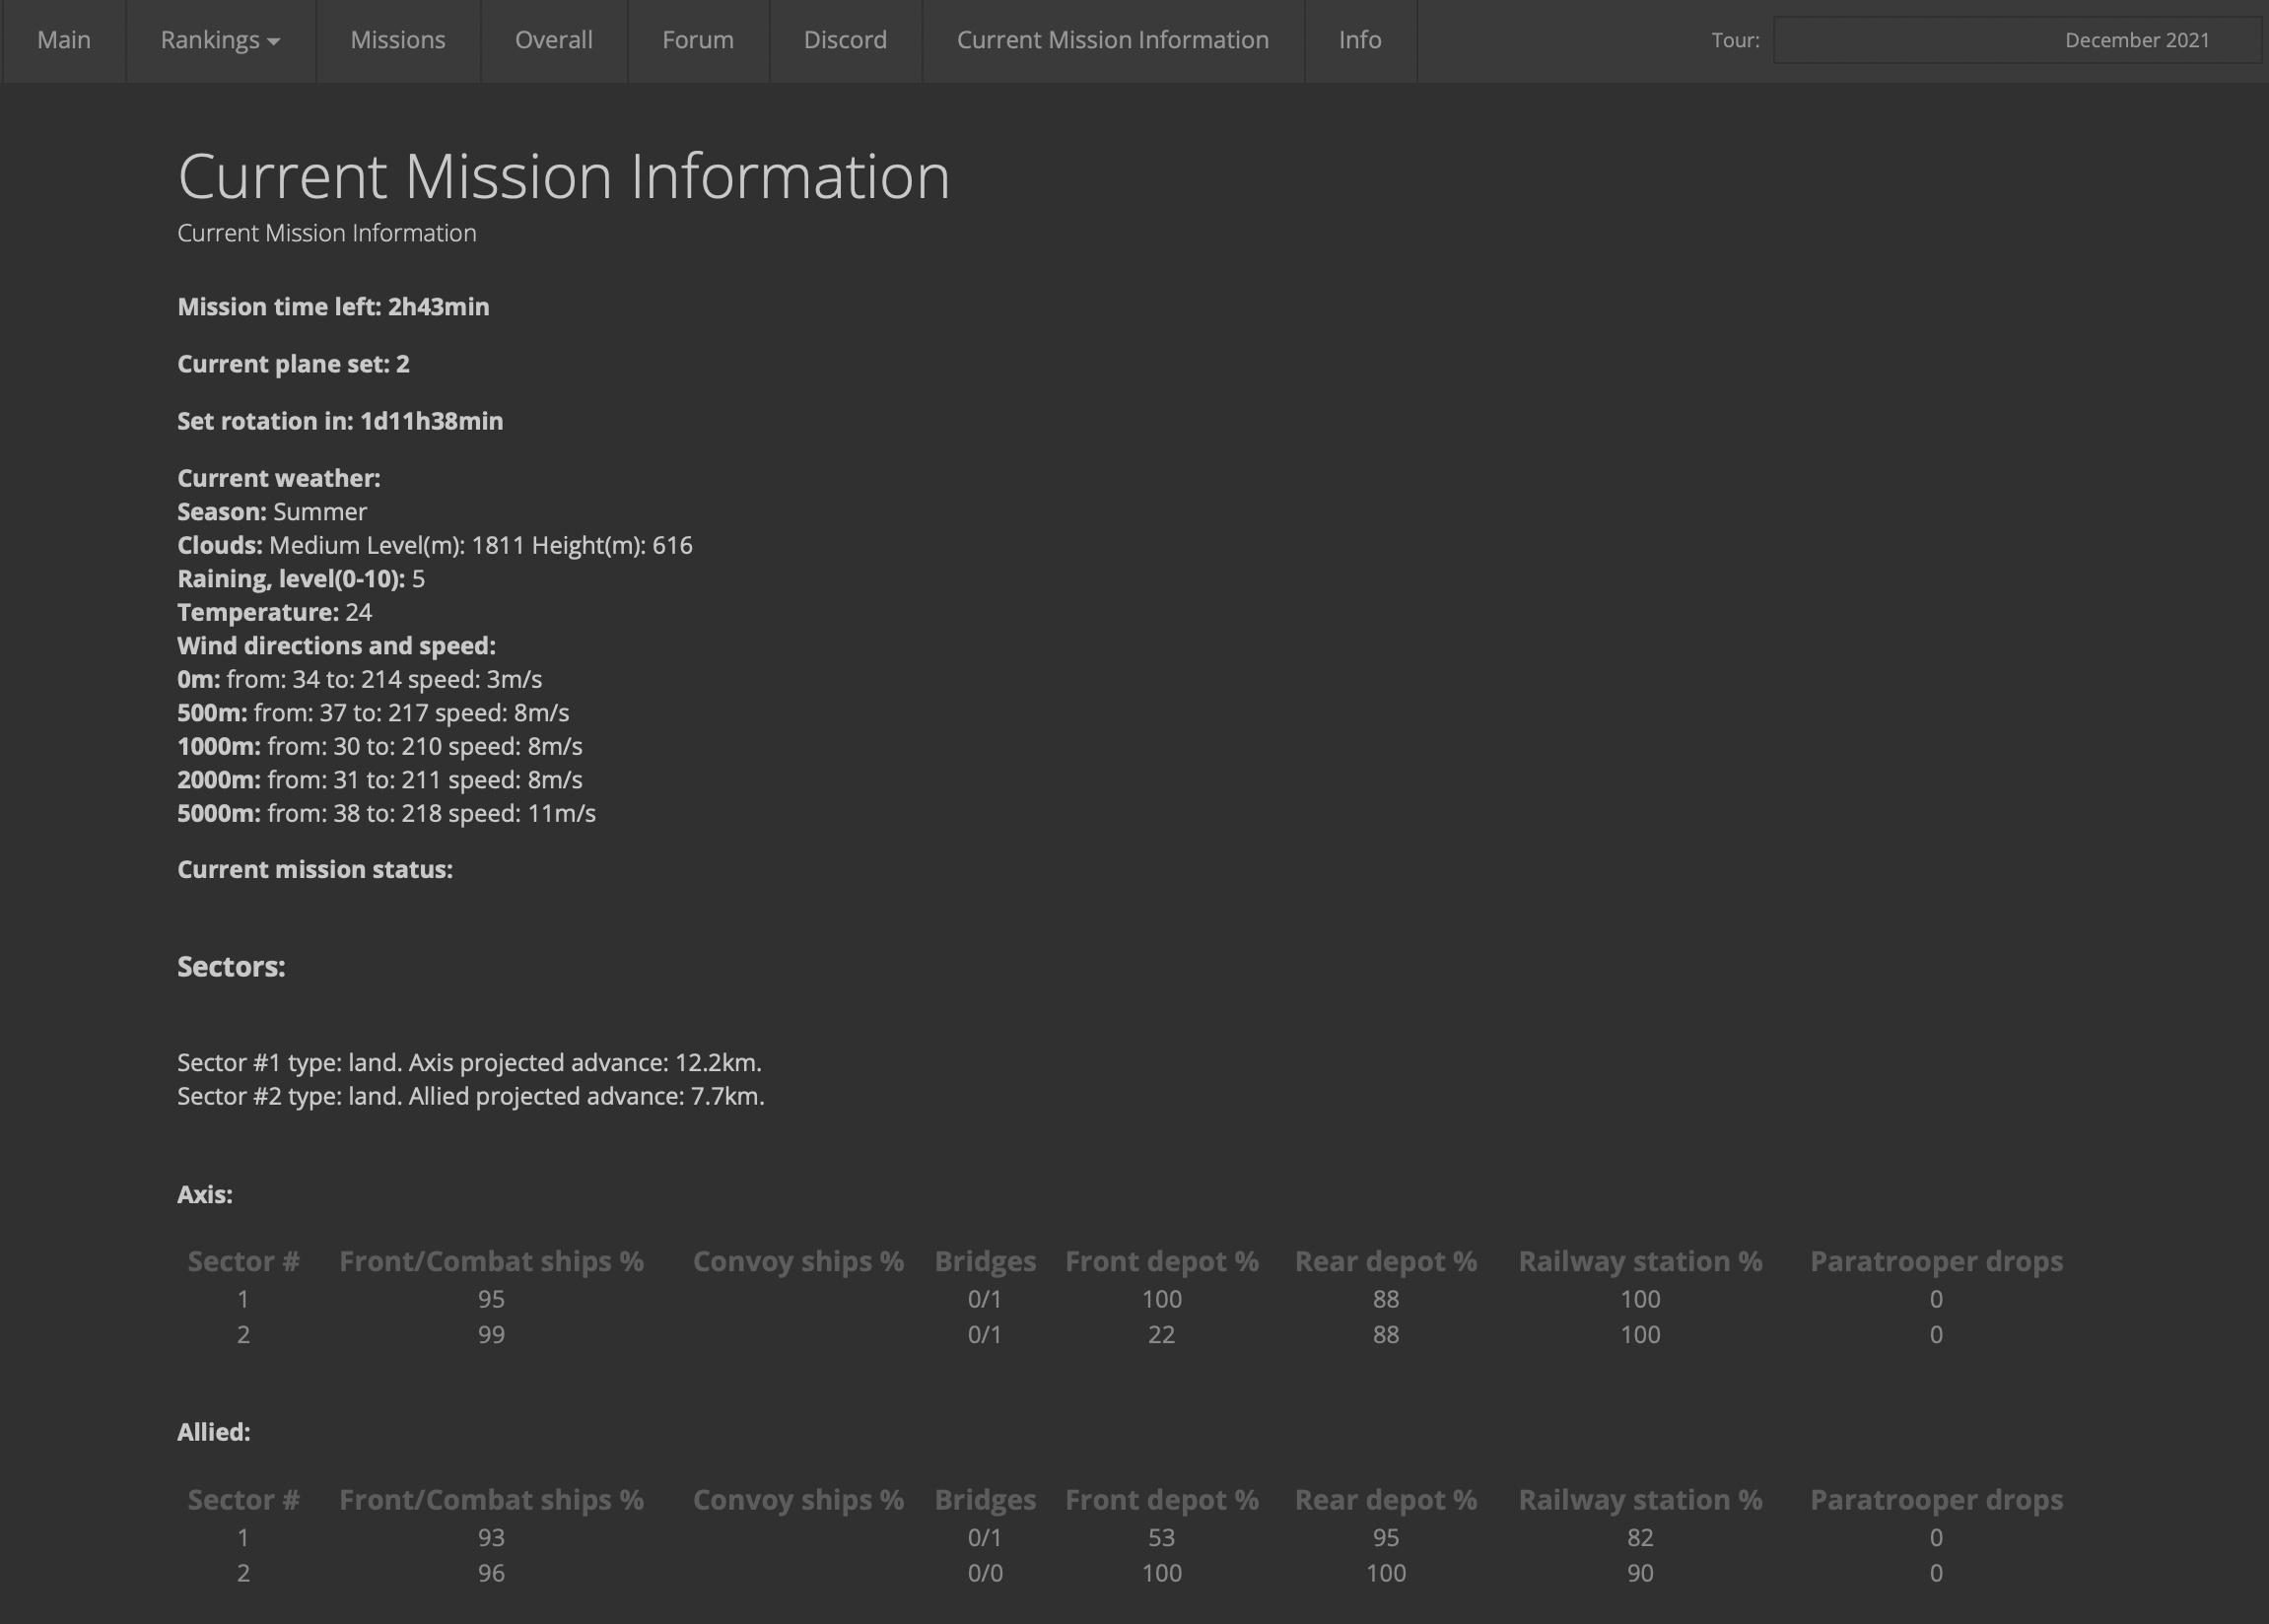 Main Rankings Missions Overall Forum Discord Current Mission Information Info Tour: December 2021
Current Mission Information
Current Mission Information
Mission time left: 2h43min
Current plane set: 2
Set rotation in: 1d11h38min
Current weather:
Season: Summer
Clouds: Medium Level(m): 1811 Height(m): 616
Raining, level(0-10): 5
Temperature: 24
Wind directions and speed:
0m: from: 34 to: 214 speed: 3m/s
500m: from: 37 to: 217 speed: 8m/s
1000m: from: 30 to: 210 speed: 8m/s
2000m: from: 31 to: 211 speed: 8m/s
5000m: from: 38 to: 218 speed: 11m/s
Current mission status:
Sectors:
Sector #1 type: land. Axis projected advance: 12.2km.
Sector #2 type: land. Allied projected advance: 7.7km.
Axis:
Sector # Front/Combat ships % Convoy ships % Bridges Front depot % Rear depot % Railway station % Paratrooper drops
1 95 0/1 100 88 100 0
2 99 0/1 22 88 100 0
Allied:
Sector # Front/Combat ships % Convoy ships % Bridges Front depot % Rear depot % Railway station % Paratrooper drops
1 93 0/1 53 95 82 0
2 96 0/0 100 100 90 0